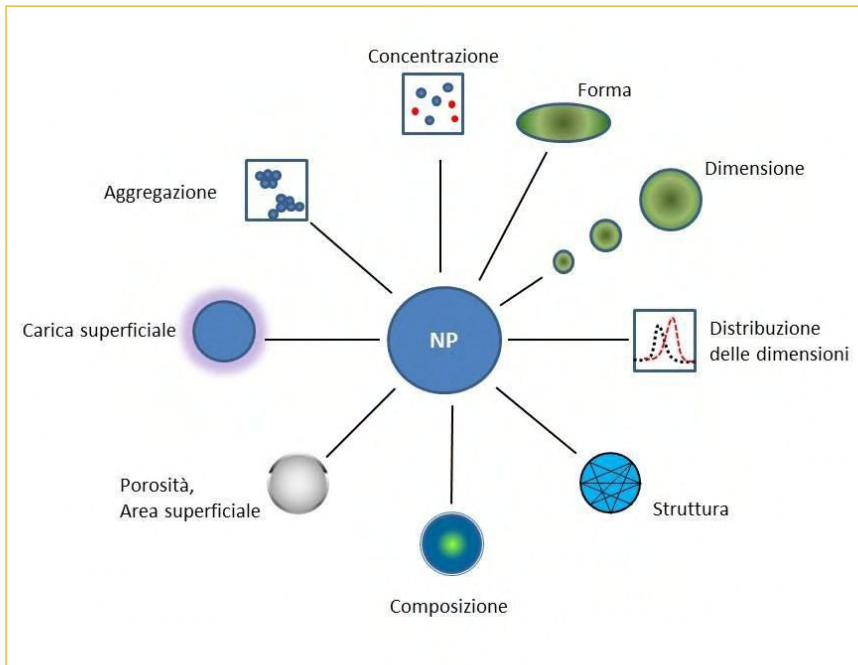 Concentrazione
Forma
Dimensione
Aggregazione
Carica superficiale
NP
Distribuzione
delle dimensioni
Porosità,
Area superficiale
Struttura
Composizione